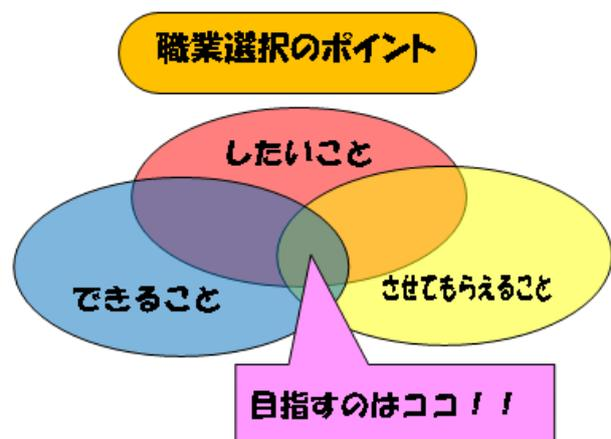 職業選択のポイント
したいこと
できること
させてもらえること
目指すのはココ！！